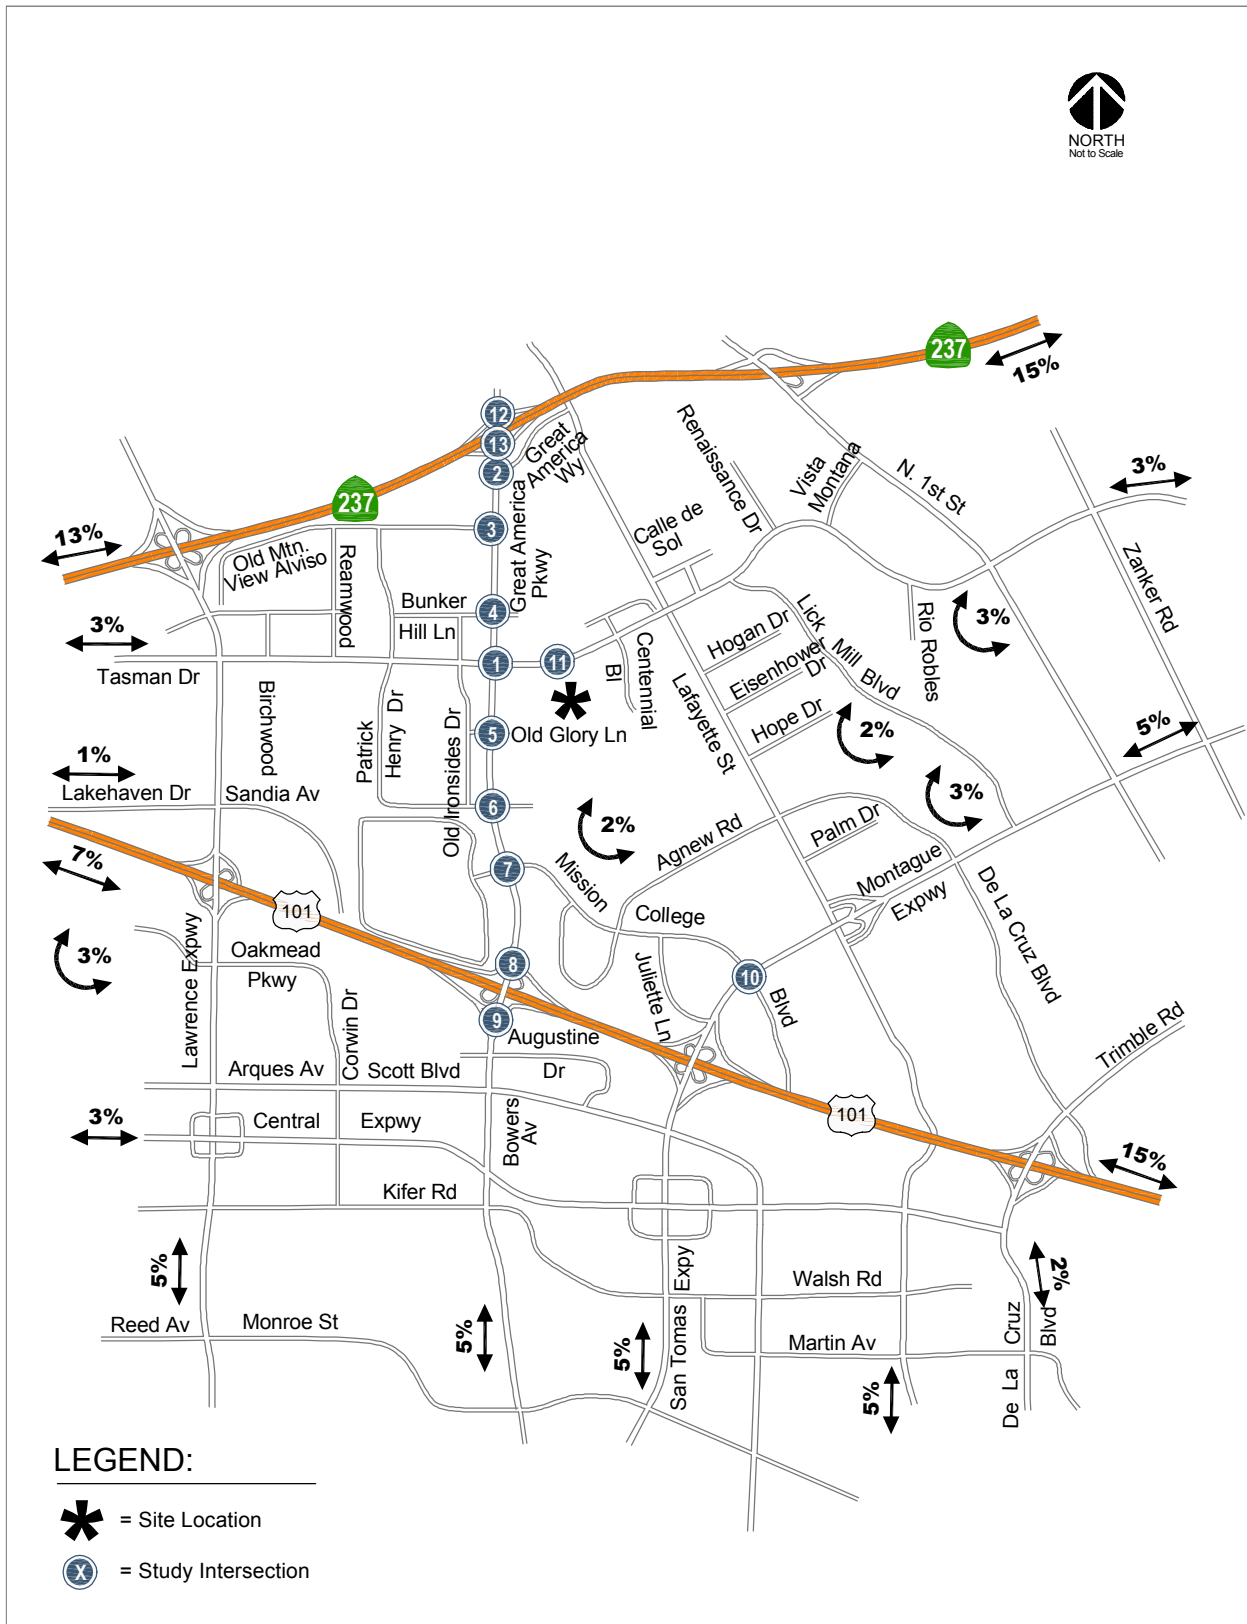 NORTH
Not to Scale
237
15%
12
13
2
Great
America
Wy
Renaissance Dr
Vista
Montana
N. 1st St
3%
237
13%
Old Mtn.
View Alviso
Reamwood
3
Great America
Pkwy
Calle de
Sol
Zanker Rd
Bunker
Hill Ln
4
Hogan Dr
Lick Mill Blvd
Rio Robles
3%
3%
Tasman Dr
1
11
Centennial
Bl
Eisenhower
Dr
Lafayette St
Birchwood
Patrick
Henry Dr
Old Ironsides Dr
5
Old Glory Ln
Hope Dr
2%
5%
1%
Lakehaven Dr
Sandia Av
6
2%
Agnew Rd
Palm Dr
3%
7%
7
Mission
College
Blvd
Montague
Expwy
De La Cruz Blvd
101
3%
Lawrence Expwy
Oakmead
Pkwy
8
Juliette Ln
10
Corwin Dr
9
Augustine
Dr
Trimble Rd
Arques Av
Scott Blvd
101
3%
Central
Expwy
Bowers
Av
15%
Kifer Rd
5%
San Tomas
Expy
Walsh Rd
2%
Reed Av
Monroe St
5%
5%
Martin Av
De La
Cruz
Blvd
5%
LEGEND:
= Site Location
X
= Study Intersection